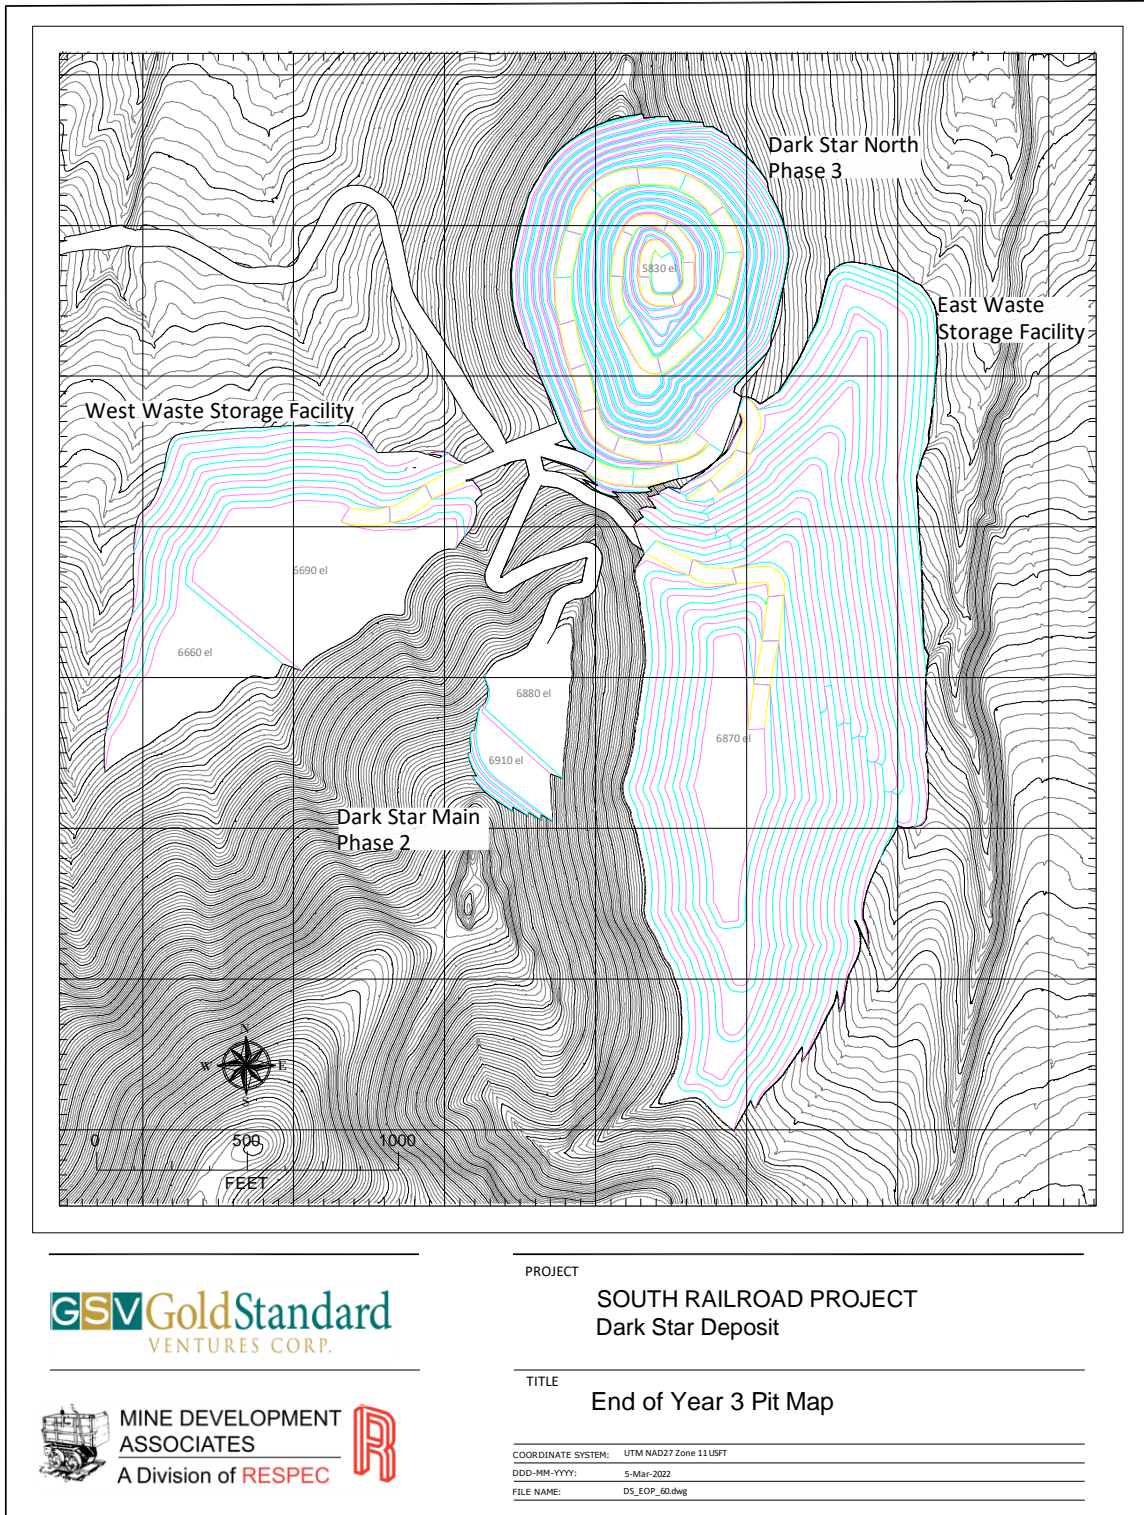 Dark Star North
Phase 3
5830 el
East Waste
Storage Facility
West Waste Storage Facility
6690 el
6660 el
6880 el
6870 el
6910 el
Dark Star Main
Phase 2
N
W E
S
0 500 1000
FEET
PROJECT
SOUTH RAILROAD PROJECT
Dark Star Deposit
GSV GoldStandard
VENTURES CORP.
TITLE
End of Year 3 Pit Map
MINE DEVELOPMENT
ASSOCIATES
A Division of RESPEC
R
COORDINATE SYSTEM: UTM NAD27 Zone 11 USFT
DDD-MM-YYYY: 5-Mar-2022
FILE NAME: DS_EOP_60.dwg